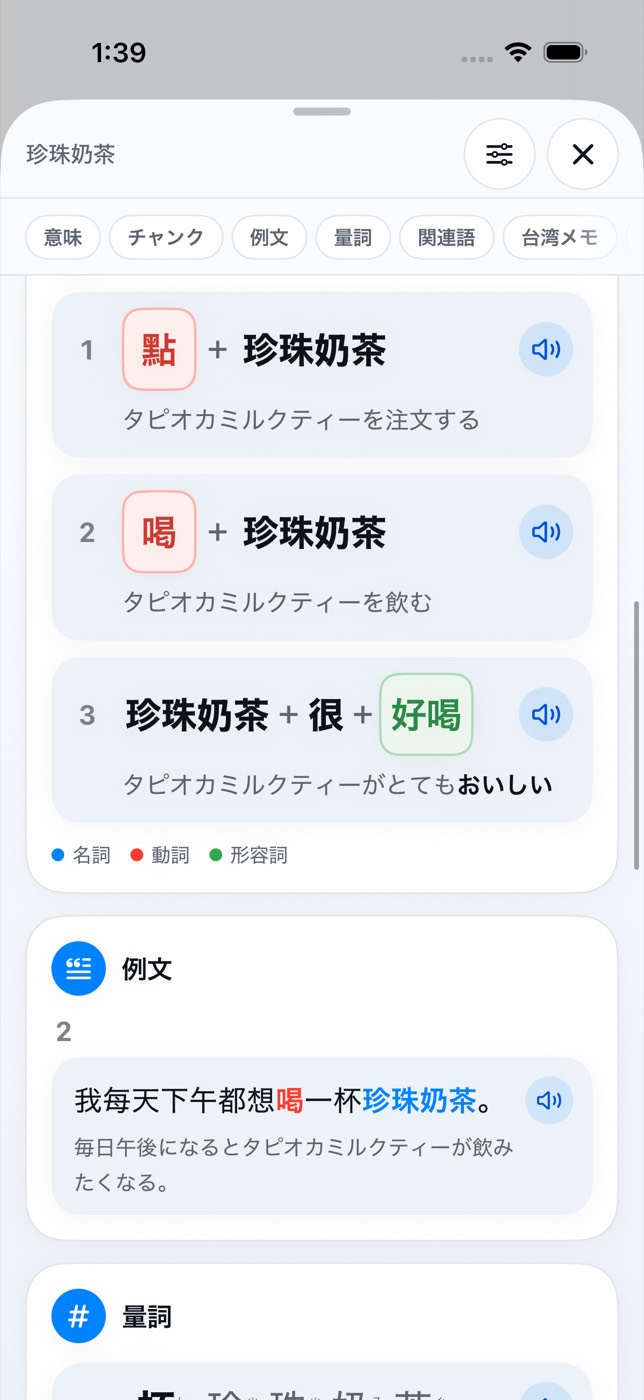 1:39
珍珠奶茶
意味 チャンク 例文 量詞 関連語 台湾メモ
1 點 + 珍珠奶茶
タピオカミルクティーを注文する
2 喝 + 珍珠奶茶
タピオカミルクティーを飲む
3 珍珠奶茶 + 很 + 好喝
タピオカミルクティーがとてもおいしい
名詞 動詞 形容詞
例文
2
我每天下午都想喝一杯珍珠奶茶。
毎日午後になるとタピオカミルクティーが飲み
たくなる。
# 量詞